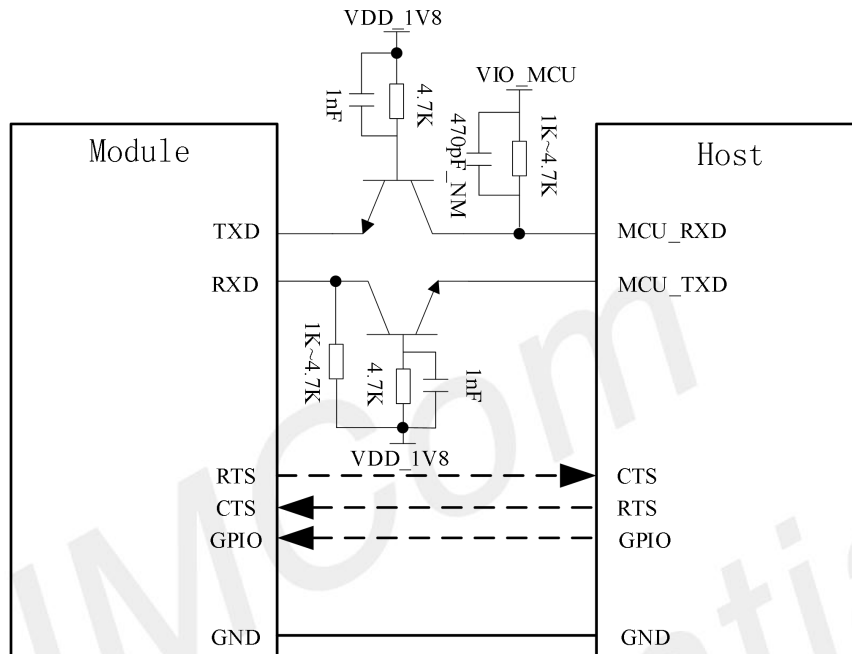 VDD_1V8
VIO_MCU
1nF
4.7K
470pF_NM
1K~4.7K
Module
Host
TXD
MCU_RXD
RXD
MCU_TXD
1K~4.7K
4.7K
1nF
VDD_1V8
RTS
CTS
CTS
RTS
GPIO
GPIO
GND
GND